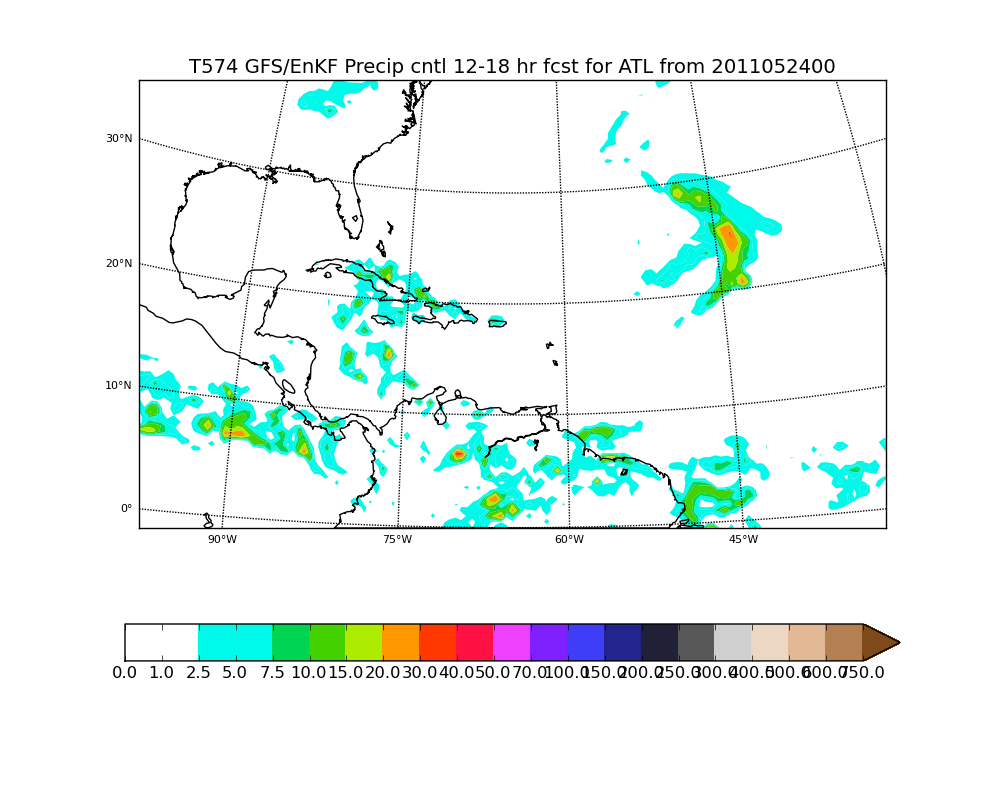 T574 GFS/EnKF Precip cntl 12-18 hr fcst for ATL from 2011052400
30°N
20°N
10°N
0°
90°W 75°W 60°W 45°W
0.0 1.0 2.5 5.0 7.5 10.0 15.0 20.0 30.0 40.0 50.0 70.0 100.0 150.0 200.0 250.0 300.0 400.0 500.0 600.0 750.0